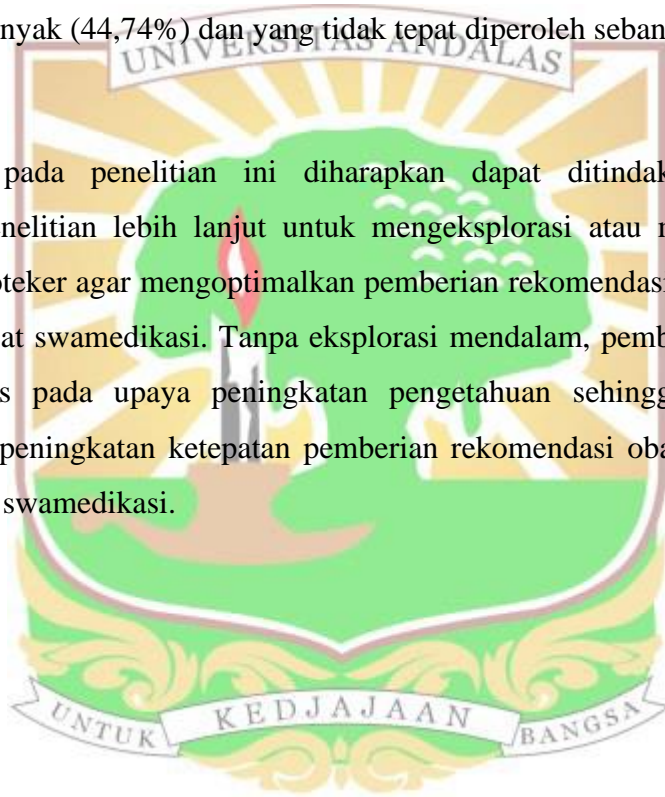 nyak (44,74%) dan yang tidak tepat diperoleh seban
UNIVERSITAS ANDALAS
pada penelitian ini diharapkan dapat ditindak
nelitian lebih lanjut untuk mengeksplorasi atau
oteker agar mengoptimalkan pemberian rekomendasi
at swamedikasi. Tanpa eksplorasi mendalam, pemb
s pada upaya peningkatan pengetahuan sehingg
peningkatan ketepatan pemberian rekomendasi oba
swamedikasi.
UNTUK KEDJAJAAN BANGSA